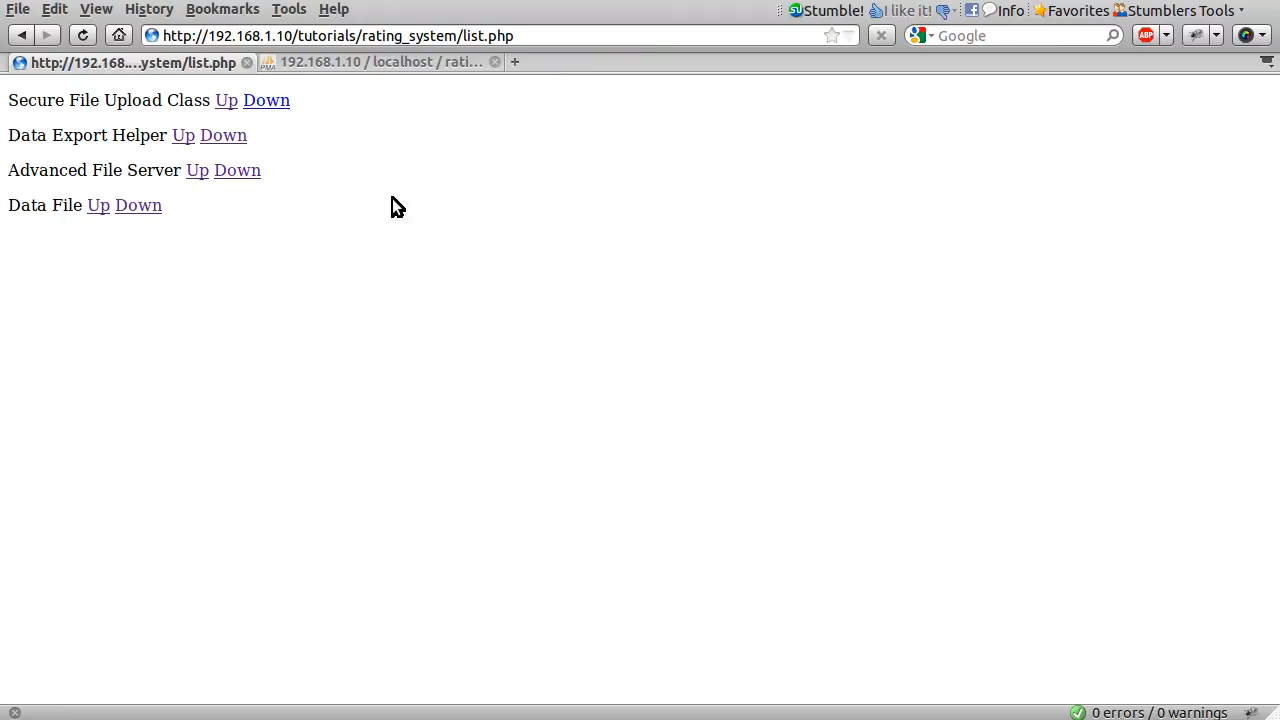 File Edit View History Bookmarks Tools Help Stumble! I like it! Info Favorites Stumblers Tools
http://192.168.1.10/tutorials/rating_system/list.php Google ABP
http://192.168....ystem/list.php PMA 192.168.1.10 / localhost / rati... +
Secure File Upload Class Up Down
Data Export Helper Up Down
Advanced File Server Up Down
Data File Up Down
0 errors / 0 warnings